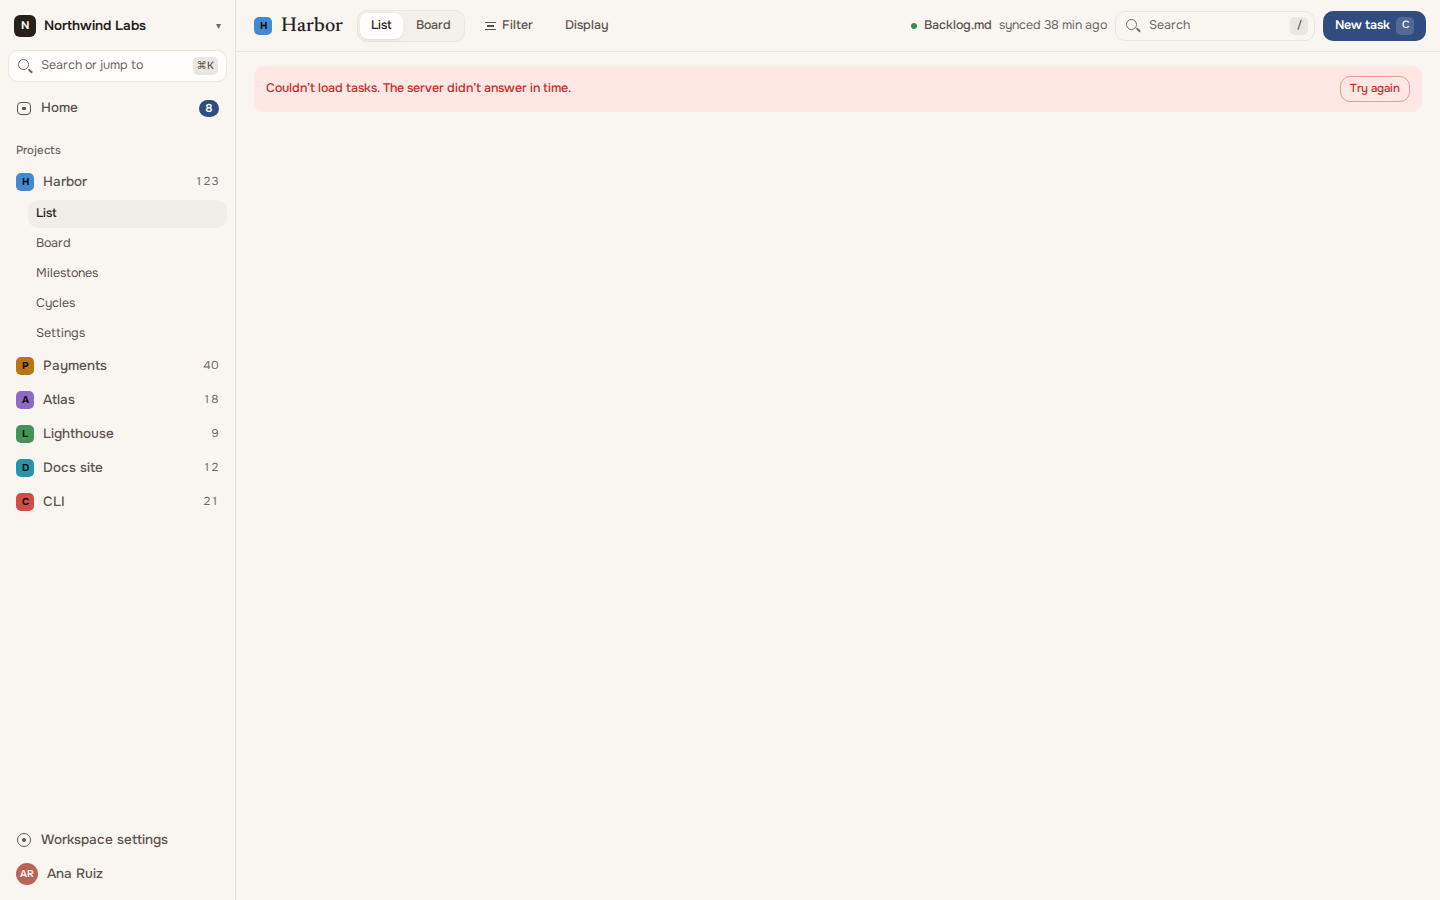 N Northwind Labs
Search or jump to ⌘K
Home 8
Projects
H Harbor 123
List
Board
Milestones
Cycles
Settings
P Payments 40
A Atlas 18
L Lighthouse 9
D Docs site 12
C CLI 21
Workspace settings
AR Ana Ruiz
H Harbor List Board Filter Display Backlog.md synced 38 min ago Search / New task C
Couldn't load tasks. The server didn't answer in time. Try again